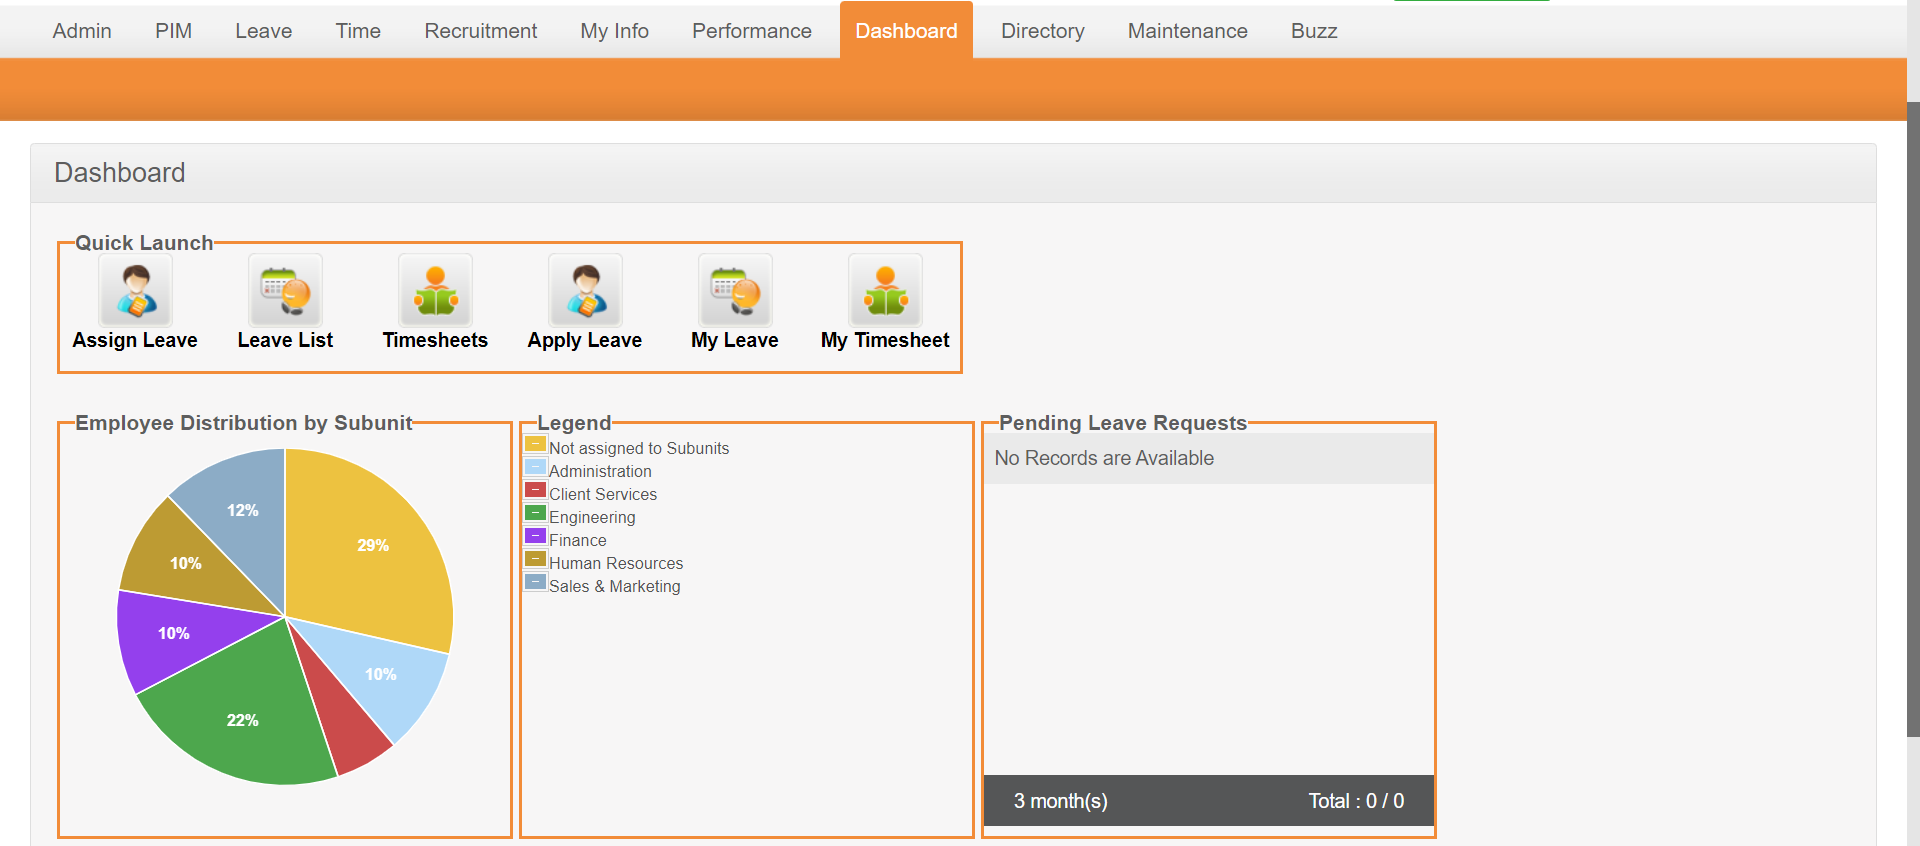 Admin PIM Leave Time Recruitment My Info Performance Dashboard Directory Maintenance Buzz
Dashboard
Quick Launch
Assign Leave Leave List Timesheets Apply Leave My Leave My Timesheet
Employee Distribution by Subunit
12%
29%
10%
10%
10%
22%
Legend
Not assigned to Subunits
Administration
Client Services
Engineering
Finance
Human Resources
Sales & Marketing
Pending Leave Requests
No Records are Available
3 month(s) Total : 0 / 0